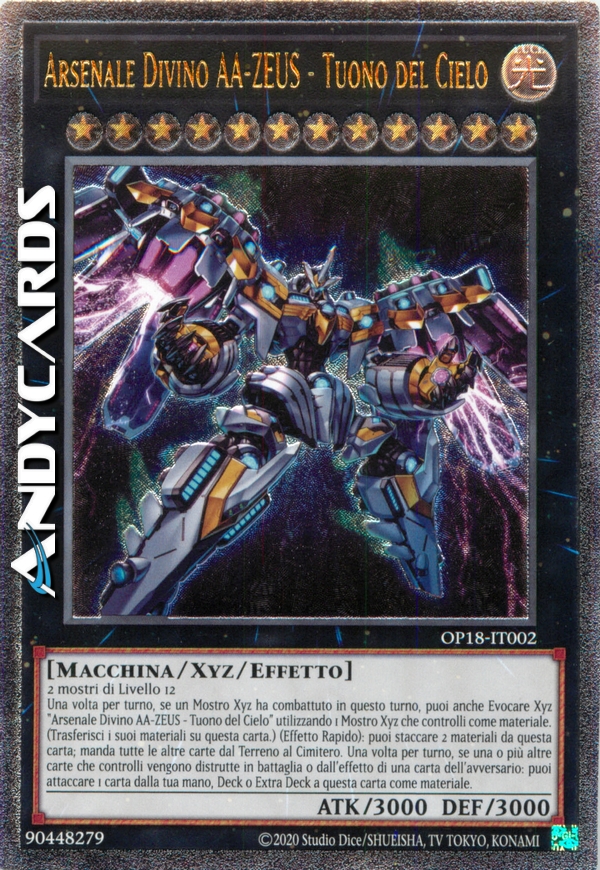 ARSENALE DIVINO AA-ZEUS - TUONO DEL CIELO
光
ANDYCARDS
OP18-IT002
[MACCHINA/XYZ/EFFETTO]
2 mostri di Livello 12
Una volta per turno, se un Mostro Xyz ha combattuto in questo turno, puoi anche Evocare Xyz
"Arsenale Divino AA-ZEUS - Tuono del Cielo" utilizzando 1 Mostro Xyz che controlli come materiale.
(Trasferisci i suoi materiali su questa carta.) (Effetto Rapido): puoi staccare 2 materiali da questa
carta; manda tutte le altre carte dal Terreno al Cimitero. Una volta per turno, se una o più altre
carte che controlli vengono distrutte in battaglia o dall'effetto di una carta dell'avversario: puoi
attaccare 1 carta dalla tua mano, Deck o Extra Deck a questa carta come materiale.
ATK/3000 DEF/3000
90448279
©2020 Studio Dice/SHUEISHA, TV TOKYO, KONAMI